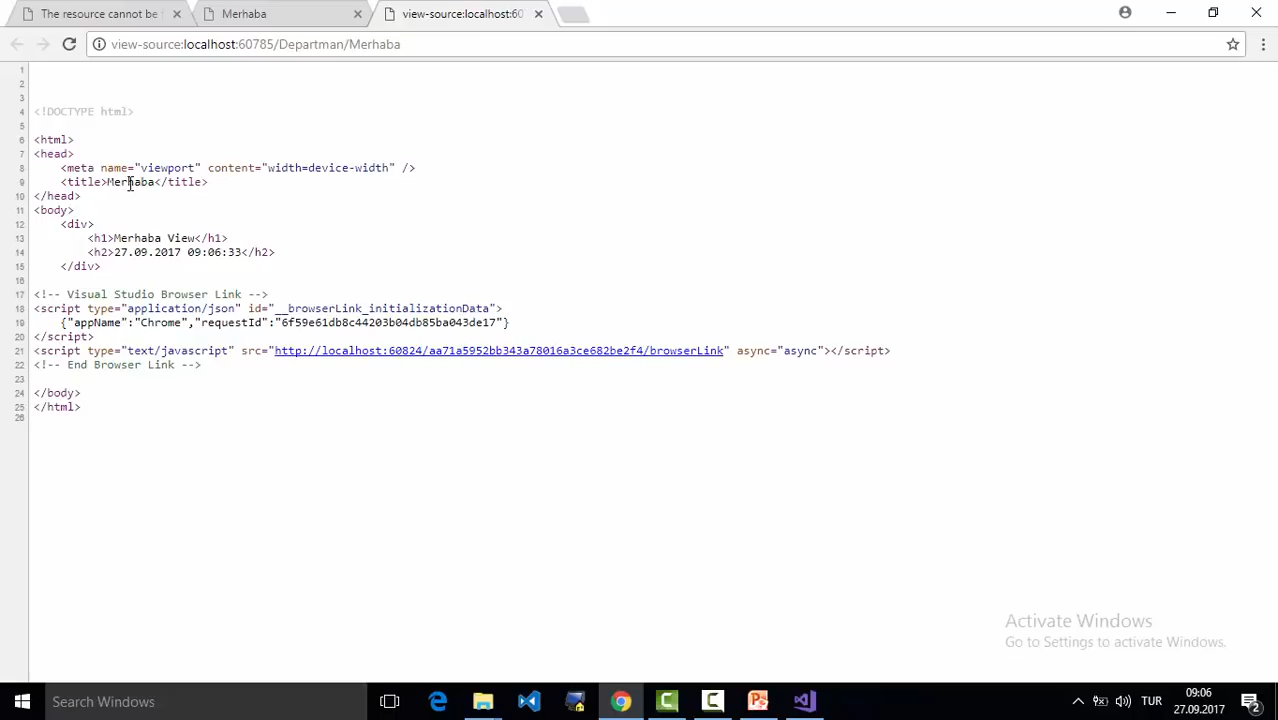 The resource cannot be
Merhaba
view-source:localhost:60
view-source:localhost:60785/Departman/Merhaba
1
2
3
4 <!DOCTYPE html>
5
6 <html>
7 <head>
8 <meta name="viewport" content="width=device-width" />
9 <title>Merhaba</title>
10 </head>
11 <body>
12 <div>
13 <h1>Merhaba View</h1>
14 <h2>27.09.2017 09:06:33</h2>
15 </div>
16
17 <!-- Visual Studio Browser Link -->
18 <script type="application/json" id="__browserLink_initializationData">
19 {"appName":"Chrome","requestId":"6f59e61db8c44203b04db85ba043de17"}
20 </script>
21 <script type="text/javascript" src="http://localhost:60824/aa71a5952bb343a78016a3ce682be2f4/browserLink" async="async"></script>
22 <!-- End Browser Link -->
23
24 </body>
25 </html>
26
Activate Windows
Go to Settings to activate Windows.
Search Windows
TUR
09:06
27.09.2017
2